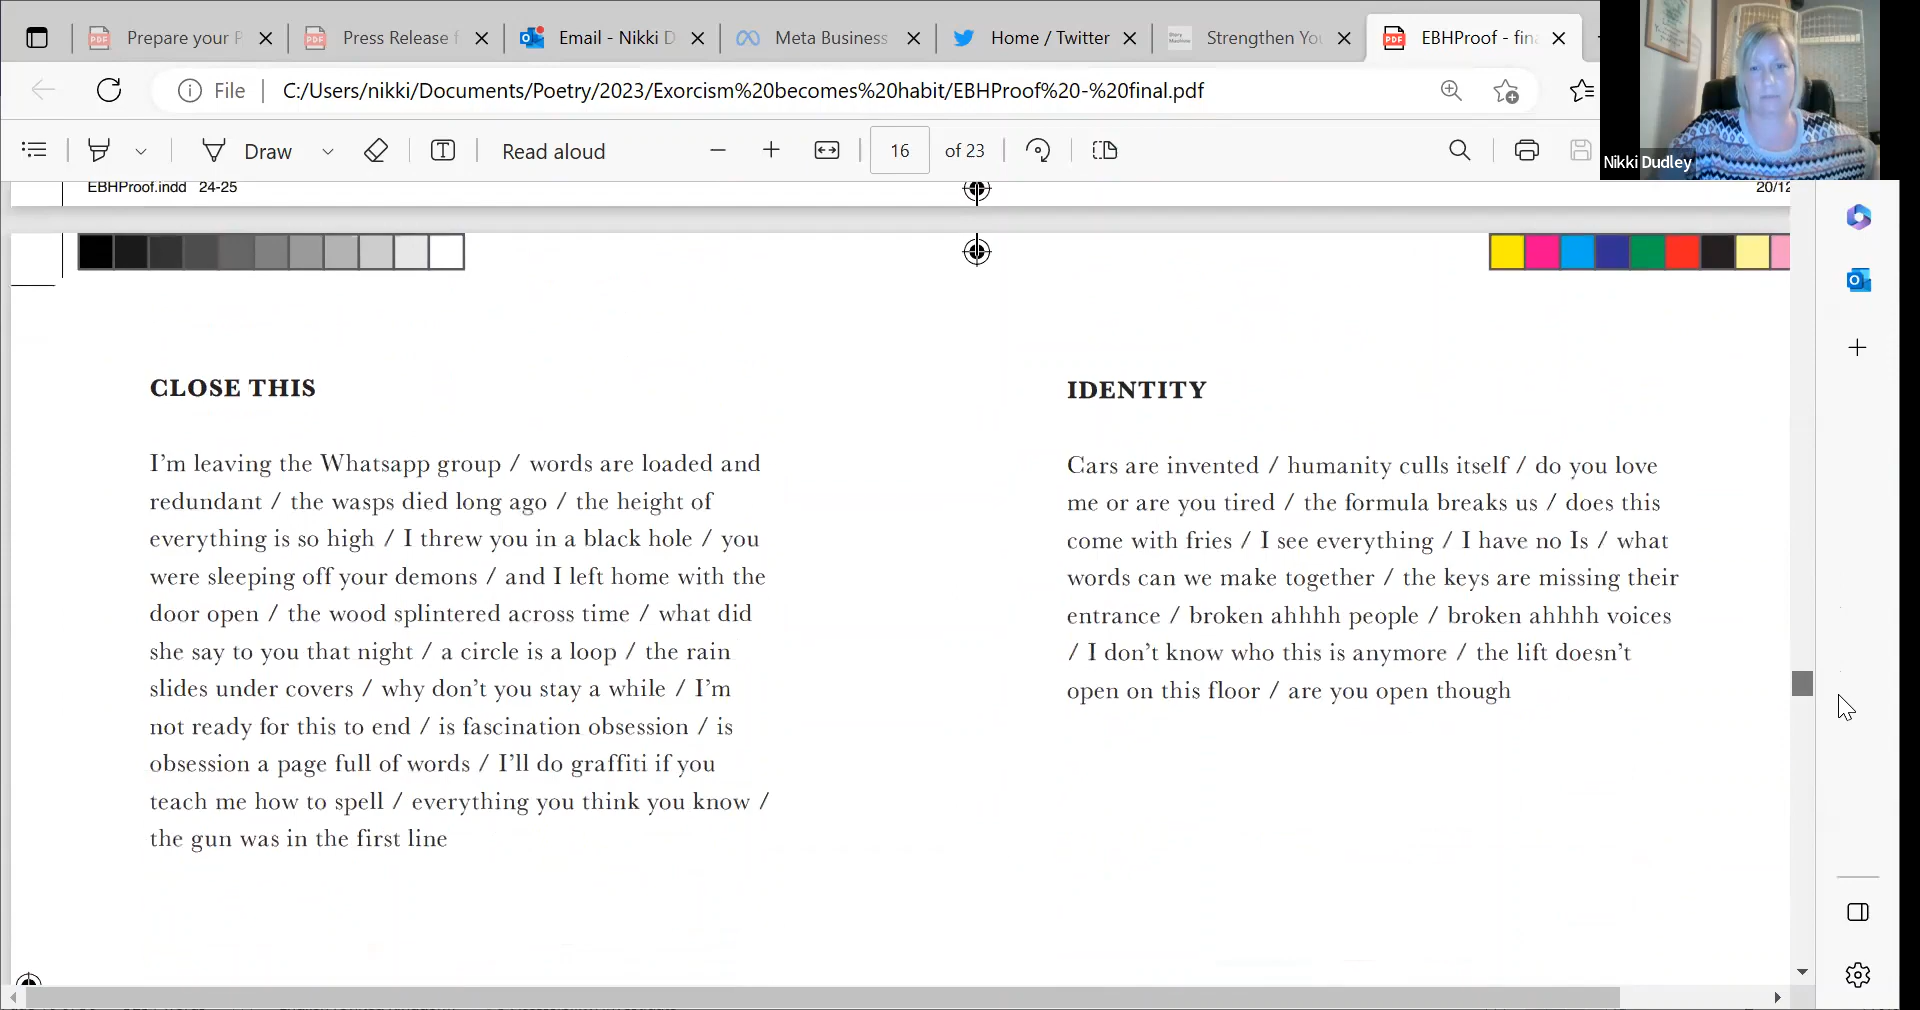 Prepare your P
Press Release f
Email - Nikki D
Meta Business
Home / Twitter
Strengthen You
EBHProof - fina
File
C:/Users/nikki/Documents/Poetry/2023/Exorcism%20becomes%20habit/EBHProof%20-%20final.pdf
Draw
Read aloud
16
of 23
Nikki Dudley
EBHProof.indd 24-25
20/12
CLOSE THIS
I'm leaving the Whatsapp group / words are loaded and
redundant / the wasps died long ago / the height of
everything is so high / I threw you in a black hole / you
were sleeping off your demons / and I left home with the
door open / the wood splintered across time / what did
she say to you that night / a circle is a loop / the rain
slides under covers / why don't you stay a while / I'm
not ready for this to end / is fascination obsession / is
obsession a page full of words / I'll do graffiti if you
teach me how to spell / everything you think you know /
the gun was in the first line
IDENTITY
Cars are invented / humanity culls itself / do you love
me or are you tired / the formula breaks us / does this
come with fries / I see everything / I have no Is / what
words can we make together / the keys are missing their
entrance / broken ahhhh people / broken ahhhh voices
/ I don't know who this is anymore / the lift doesn't
open on this floor / are you open though